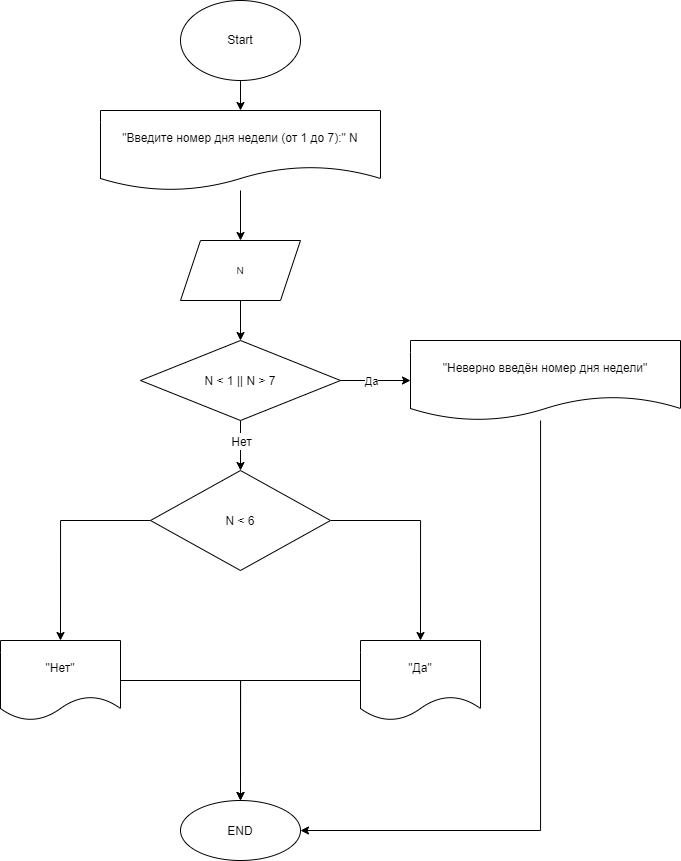 Start
"Введите номер дня недели (от 1 до 7):" N
N
N < 1 || N > 7
Да
"Неверно введён номер дня недели"
Нет
N < 6
"Нет"
"Да"
END